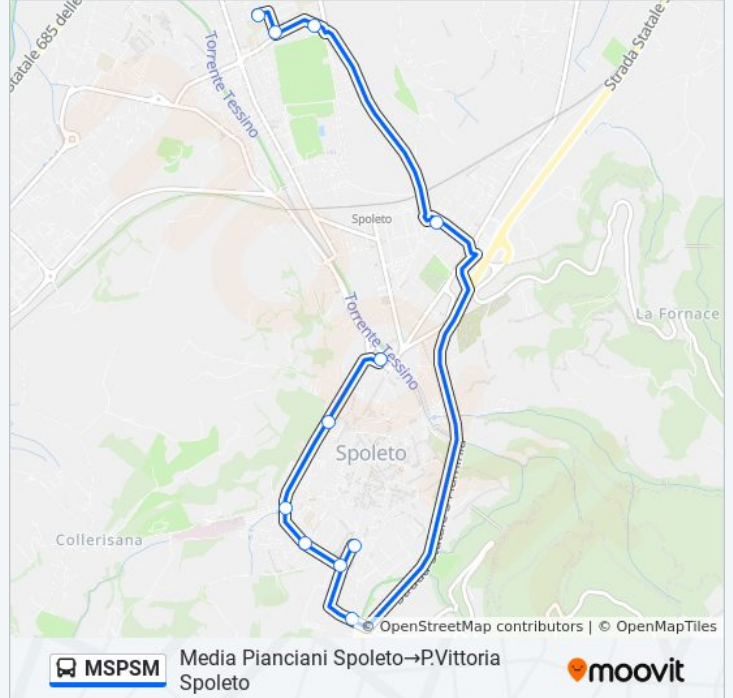 Statale 685 delle
Torrente Tessino
Strada Statale
Spoleto
La Fornace
Torrente Tessino
Spoleto
Collerisana
© OpenStreetMap contributors | © OpenMapTiles
MSPSM
Media Pianciani Spoleto→P.Vittoria
Spoleto
moovit